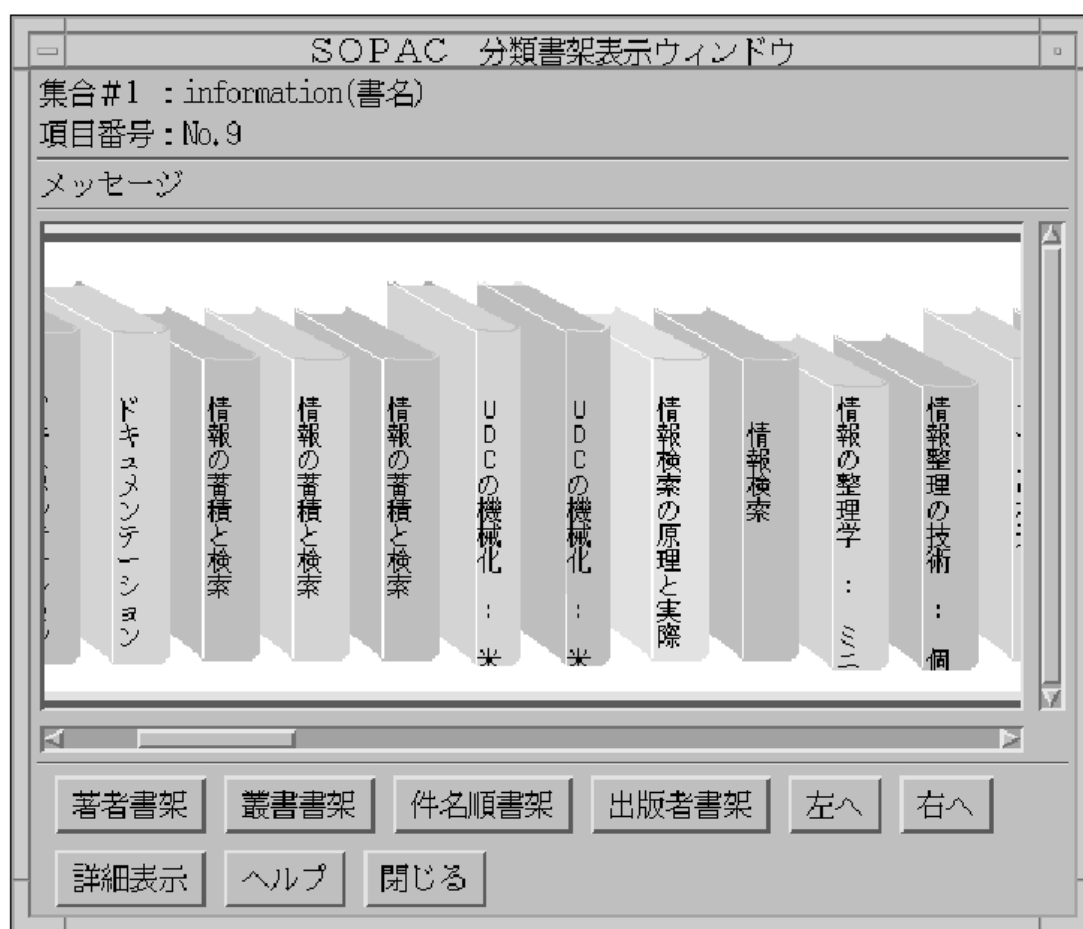 SOPAC 分類書架表示ウィンドウ
集合#1 : information(書名)
項目番号 : No.9
メッセージ
ドキュメンテーション
情報の蓄積と検索
情報の蓄積と検索
情報の蓄積と検索
UDCの機械化 : 米
UDCの機械化 : 米
情報検索の原理と実際
情報検索
情報の整理学 : ミニ
情報整理の技術 : 個
著者書架
叢書書架
件名順書架
出版者書架
左へ
右へ
詳細表示
ヘルプ
閉じる